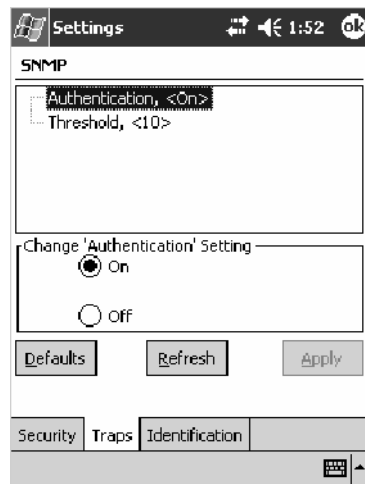 Settings 1:52 ok
SNMP
Authentication, <On>
Threshold, <10>
Change 'Authentication' Setting
On
Off
Defaults Refresh Apply
Security Traps Identification